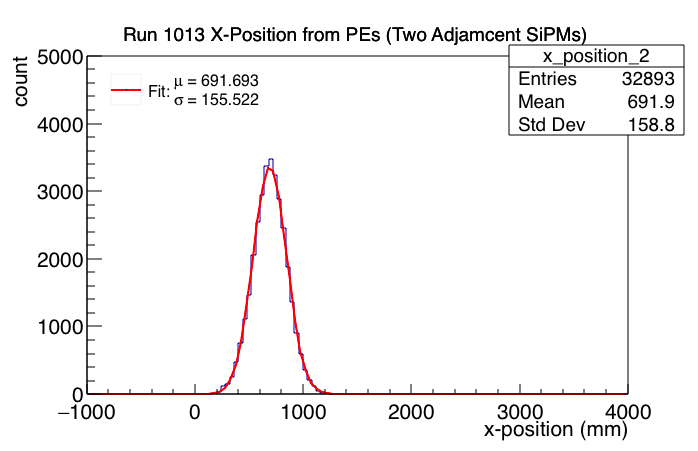 Run 1013 X-Position from PEs (Two Adjamcent SiPMs)
x_position_2
Entries 32893
Mean 691.9
Std Dev 158.8
Fit: μ = 691.693
σ = 155.522
count
5000
4000
3000
2000
1000
0
−1000 0 1000 2000 3000 4000
x-position (mm)